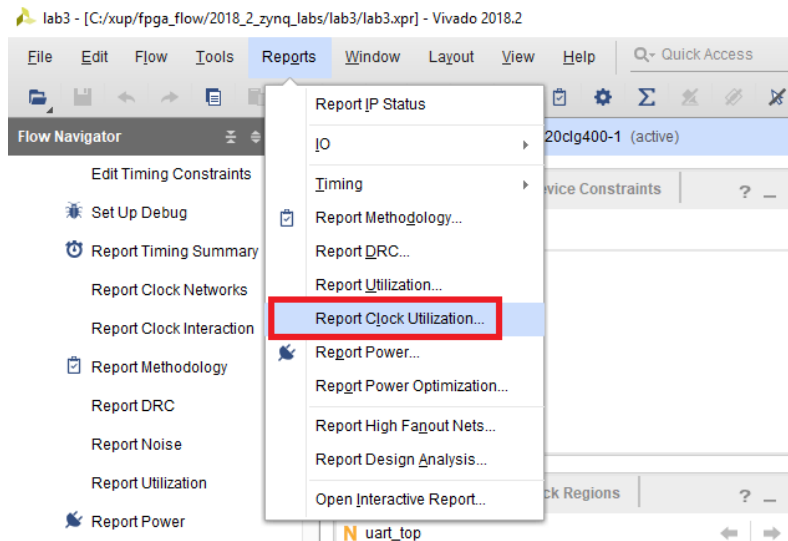 lab3 - [C:/xup/fpga_flow/2018_2_zynq_labs/lab3/lab3.xpr] - Vivado 2018.2
File Edit Flow Tools Reports Window Layout View Help Quick Access
Flow Navigator
20clg400-1 (active)
Edit Timing Constraints
Set Up Debug
Report Timing Summary
Report Clock Networks
Report Clock Interaction
Report Methodology
Report DRC
Report Noise
Report Utilization
Report Power
Report IP Status
IO
Timing
Report Methodology...
Report DRC...
Report Utilization...
Report Clock Utilization...
Report Power...
Report Power Optimization...
Report High Fanout Nets...
Report Design Analysis...
Open Interactive Report...
vice Constraints
ck Regions
N uart_top